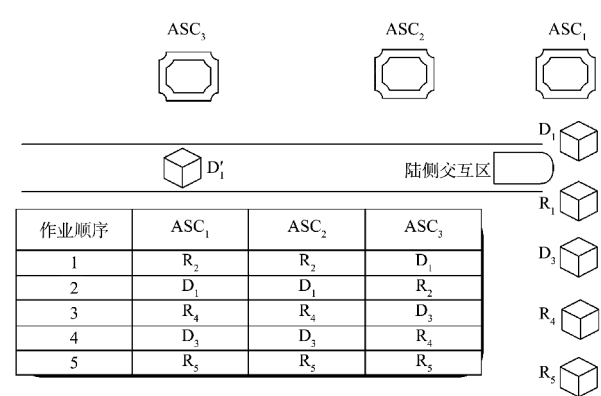 ASC₃ ASC₂ ASC₁
D₁
D₁′ 陆侧交互区
R₁
作业顺序 ASC₁ ASC₂ ASC₃
D₃
1 R₂ R₂ D₁
2 D₁ D₁ R₂
3 R₄ R₄ D₃
R₄
4 D₃ D₃ R₄
5 R₅ R₅ R₅
R₅